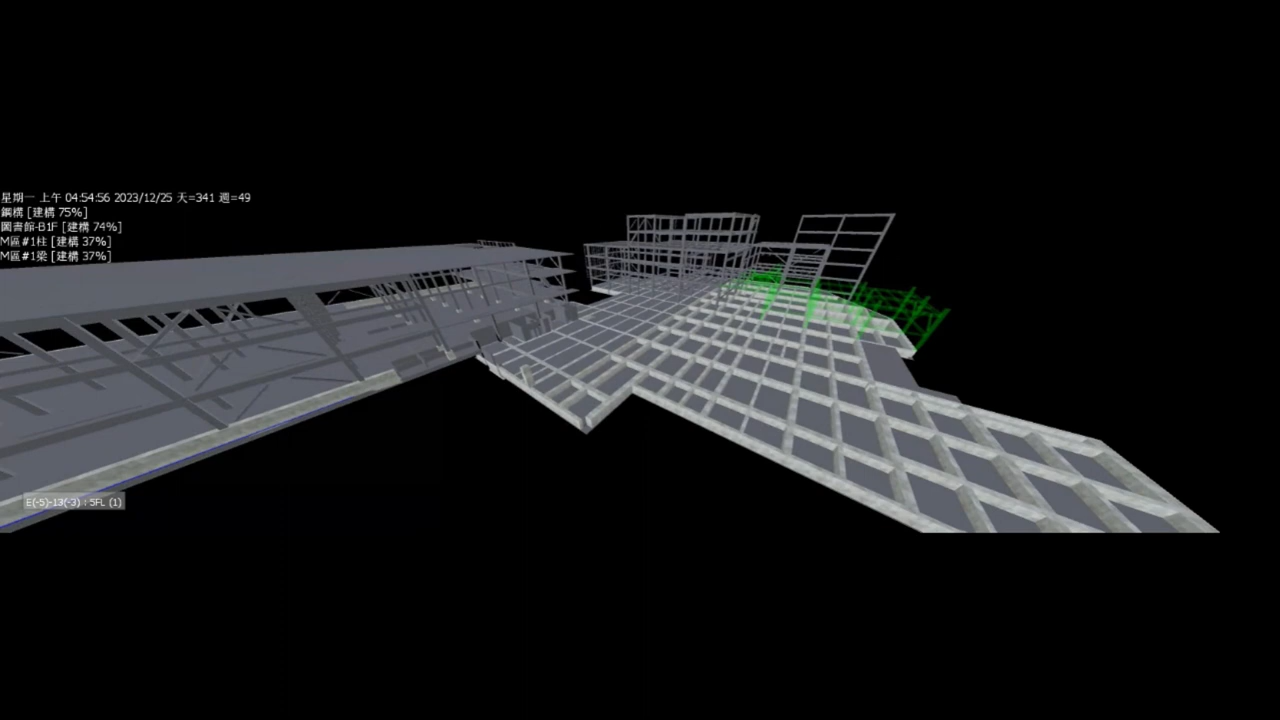 星期一 上午 04:54:56 2023/12/25 天=341 週=49
鋼構 [建構 75%]
圖書館-B1F [建構 74%]
M區#1柱 [建構 37%]
M區#1梁 [建構 37%]
E(-5)-13(-3) : 5FL (1)